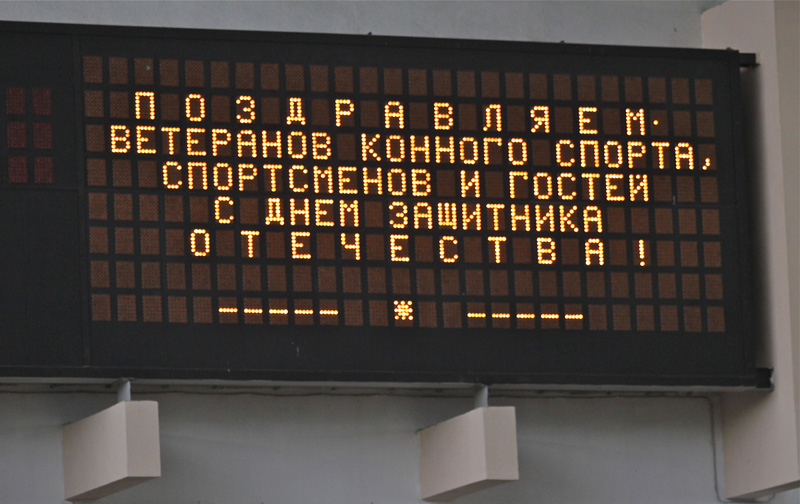 П О З Д Р А В Л Я Е М .
ВЕТЕРАНОВ КОННОГО СПОРТА,
СПОРТСМЕНОВ И ГОСТЕЙ
С ДНЕМ ЗАЩИТНИКА
О Т Е Ч Е С Т В А !
----- * -----